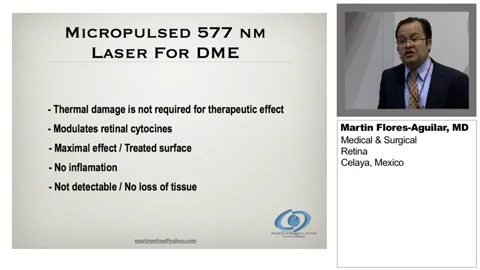 Micropulsed 577 nm
Laser For DME
- Thermal damage is not required for therapeutic effect
- Modulates retinal cytocines
- Maximal effect / Treated surface
- No inflamation
- Not detectable / No loss of tissue
Martin Flores-Aguilar, MD
Medical & Surgical
Retina
Celaya, Mexico